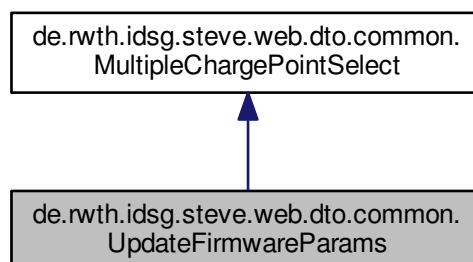 de.rwth.idsg.steve.web.dto.common.
MultipleChargePointSelect
de.rwth.idsg.steve.web.dto.common.
UpdateFirmwareParams